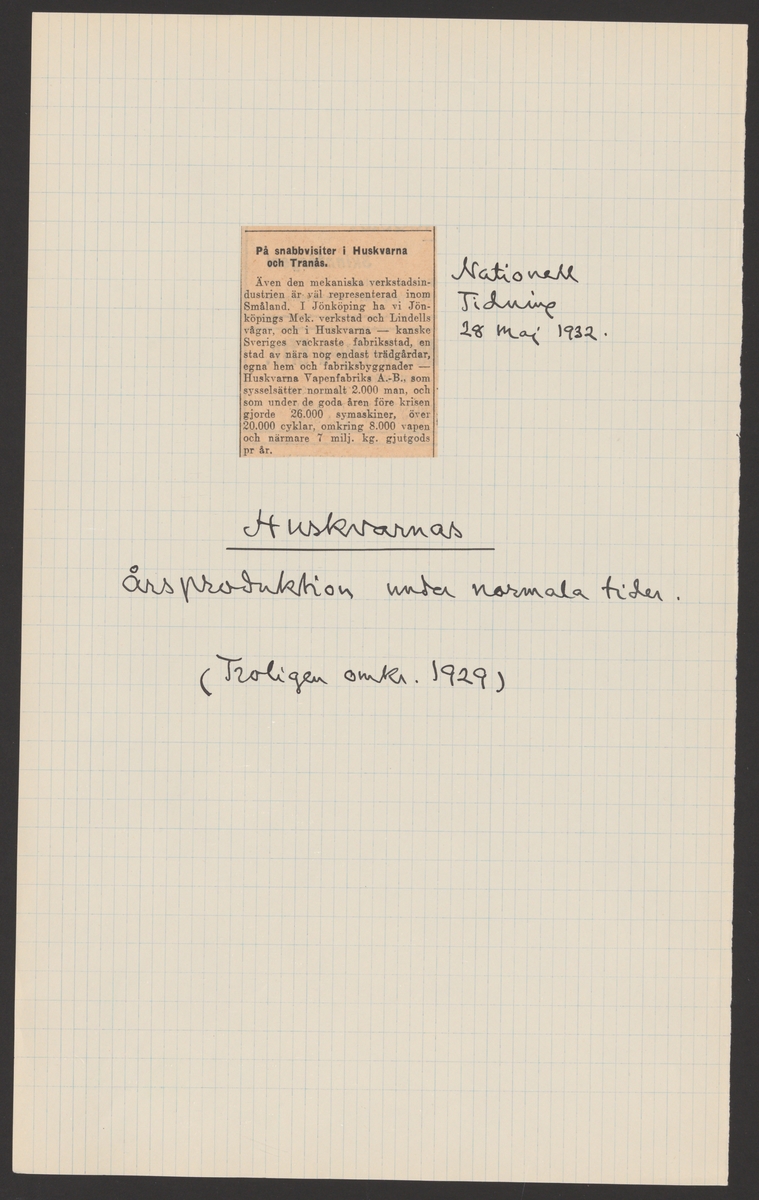 På snabbvisiter i Huskvarna
och Tranås.
Även den mekaniska verkstadsin-
dustrien är väl representerad inom
Småland. I Jönköping ha vi Jön-
köpings Mek. verkstad och Lindells
vågar, och i Huskvarna — kanske
Sveriges vackraste fabriksstad, en
stad av nära nog endast trädgårdar,
egna hem och fabriksbyggnader —
Huskvarna Vapenfabriks A.-B., som
sysselsätter normalt 2.000 man, och
som under de goda åren före krisen
gjorde 26.000 symaskiner, över
20.000 cyklar, omkring 8.000 vapen
och närmare 7 milj. kg. gjutgods
pr år.
Nationell
Tidning
28 Maj 1932.
Huskvarnas
årsproduktion under normala tider.
(Troligen omkr. 1929)